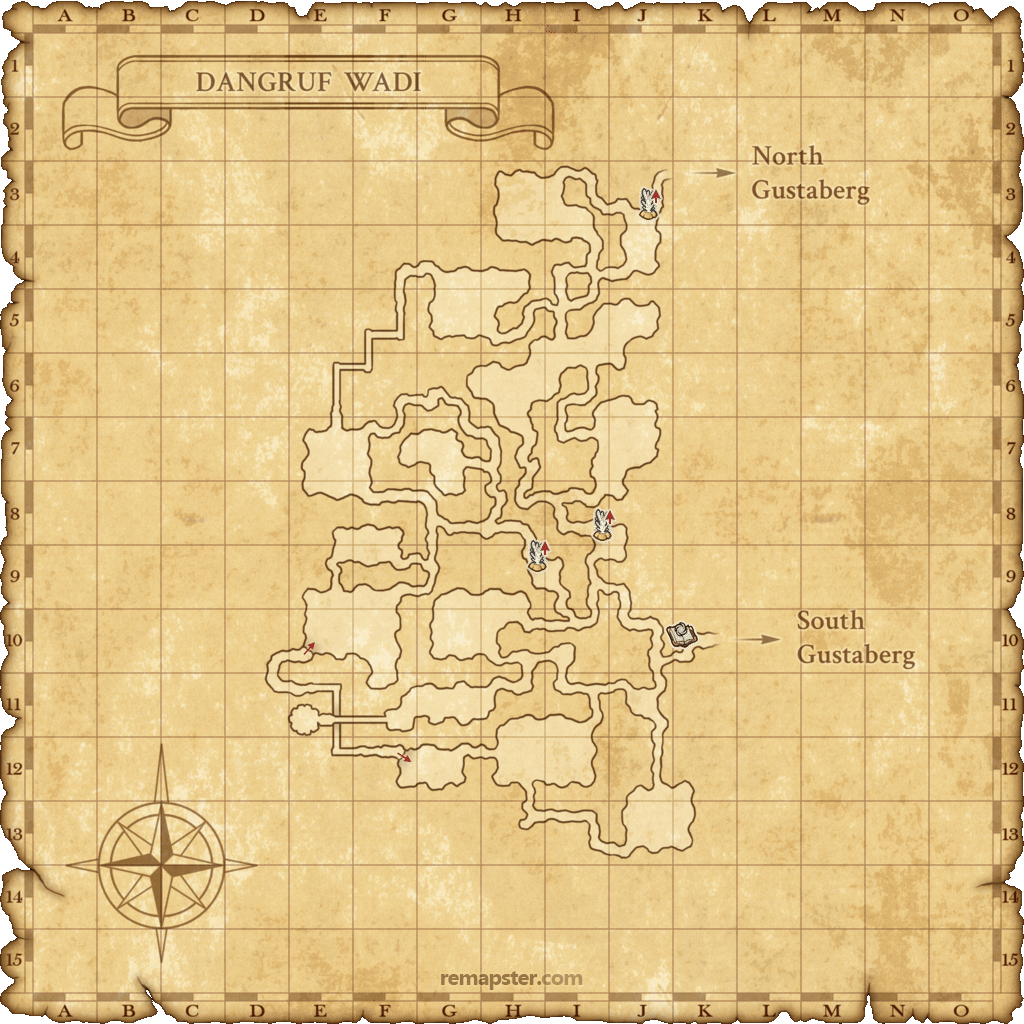 A B C D E F G H I J K L M N O
1 1
DANGRUF WADI
2 2
North
Gustaberg
3 3
4 4
5 5
6 6
7 7
8 8
9 9
South
Gustaberg
10 10
11 11
12 12
13 13
14 14
15 15
remapster.com
A B C D E F G H I J K L M N O